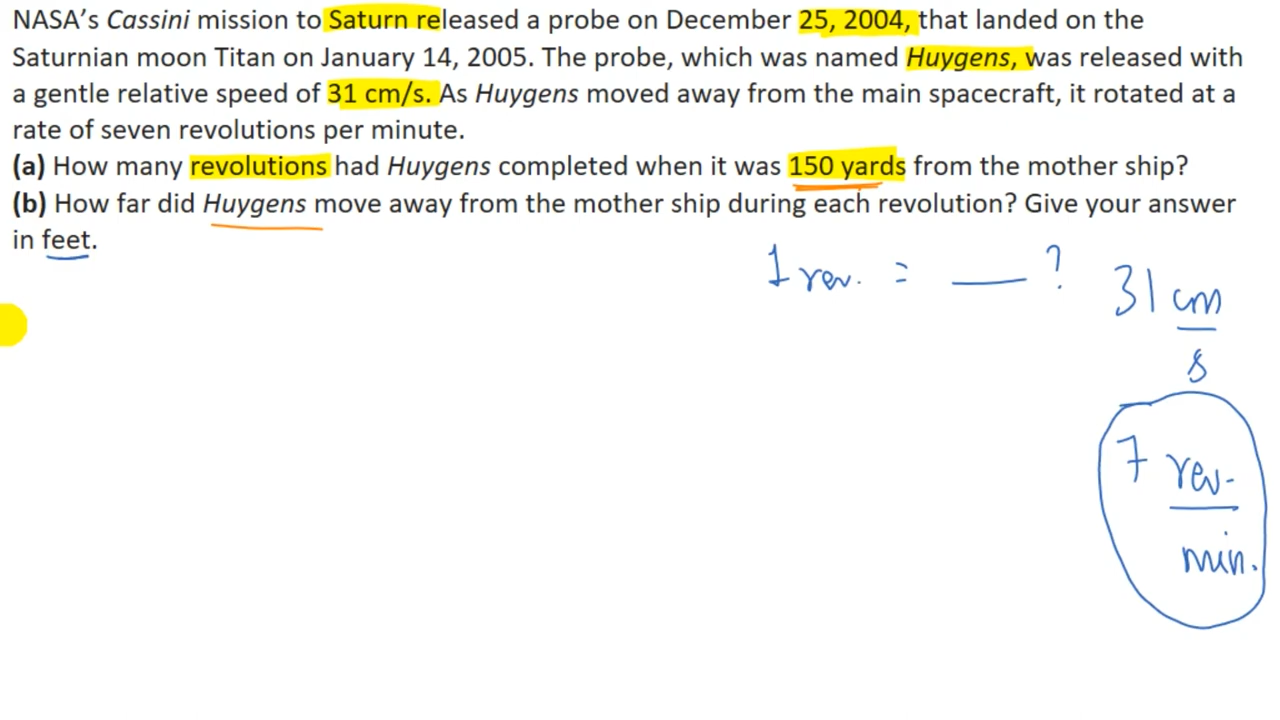 NASA's Cassini mission to Saturn released a probe on December 25, 2004, that landed on the
Saturnian moon Titan on January 14, 2005. The probe, which was named Huygens, was released with
a gentle relative speed of 31 cm/s. As Huygens moved away from the main spacecraft, it rotated at a
rate of seven revolutions per minute.
(a) How many revolutions had Huygens completed when it was 150 yards from the mother ship?
(b) How far did Huygens move away from the mother ship during each revolution? Give your answer
in feet.
1 rev. = __ ?
31 cm
s
7 rev.
min.